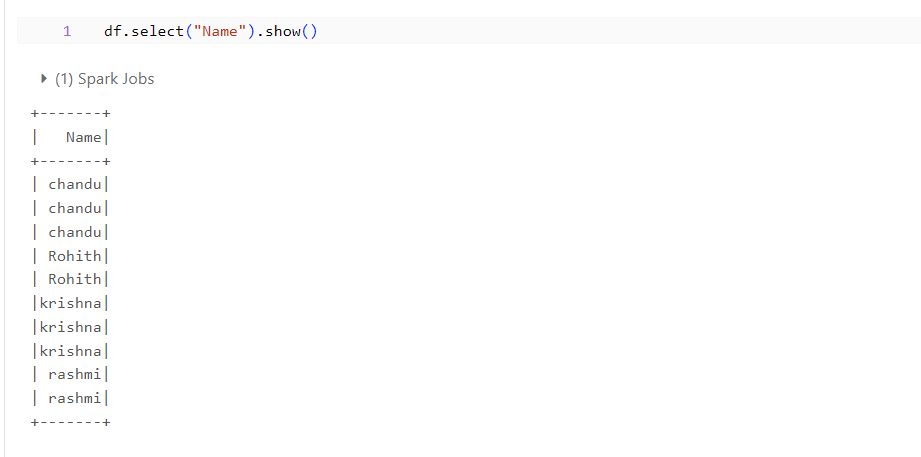 1 df.select("Name").show()
(1) Spark Jobs
+-------+
|   Name|
+-------+
| chandu|
| chandu|
| chandu|
| Rohith|
| Rohith|
|krishna|
|krishna|
|krishna|
| rashmi|
| rashmi|
+-------+